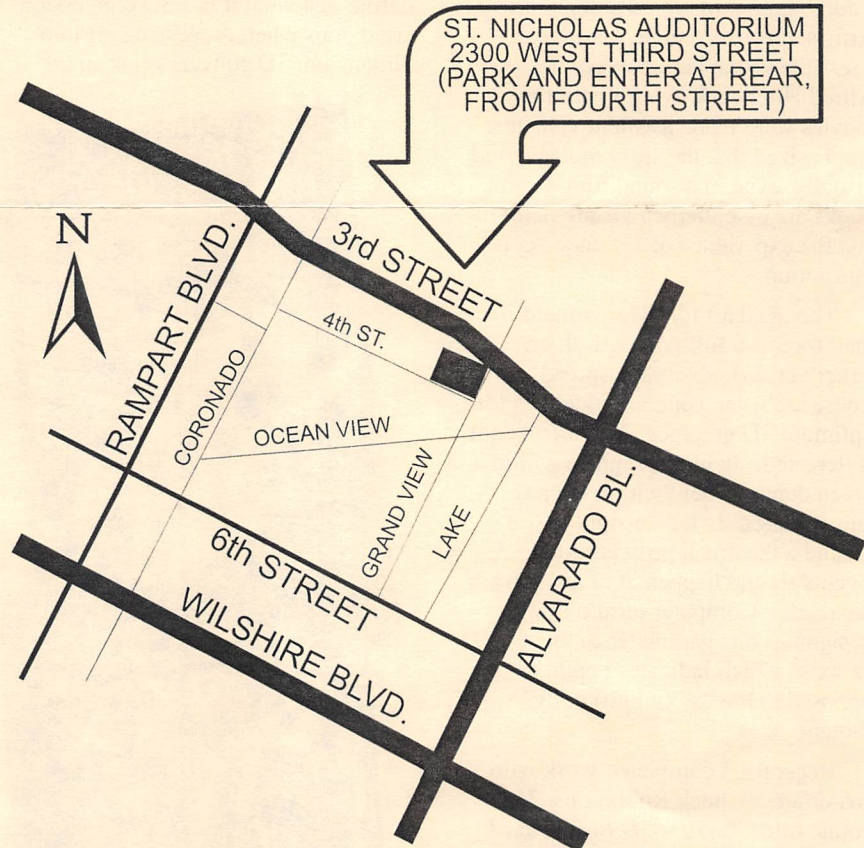 ST. NICHOLAS AUDITORIUM
2300 WEST THIRD STREET
(PARK AND ENTER AT REAR,
FROM FOURTH STREET)
N
3rd STREET
RAMPART BLVD.
4th ST.
CORONADO
OCEAN VIEW
GRAND VIEW
LAKE
ALVARADO BL.
6th STREET
WILSHIRE BLVD.